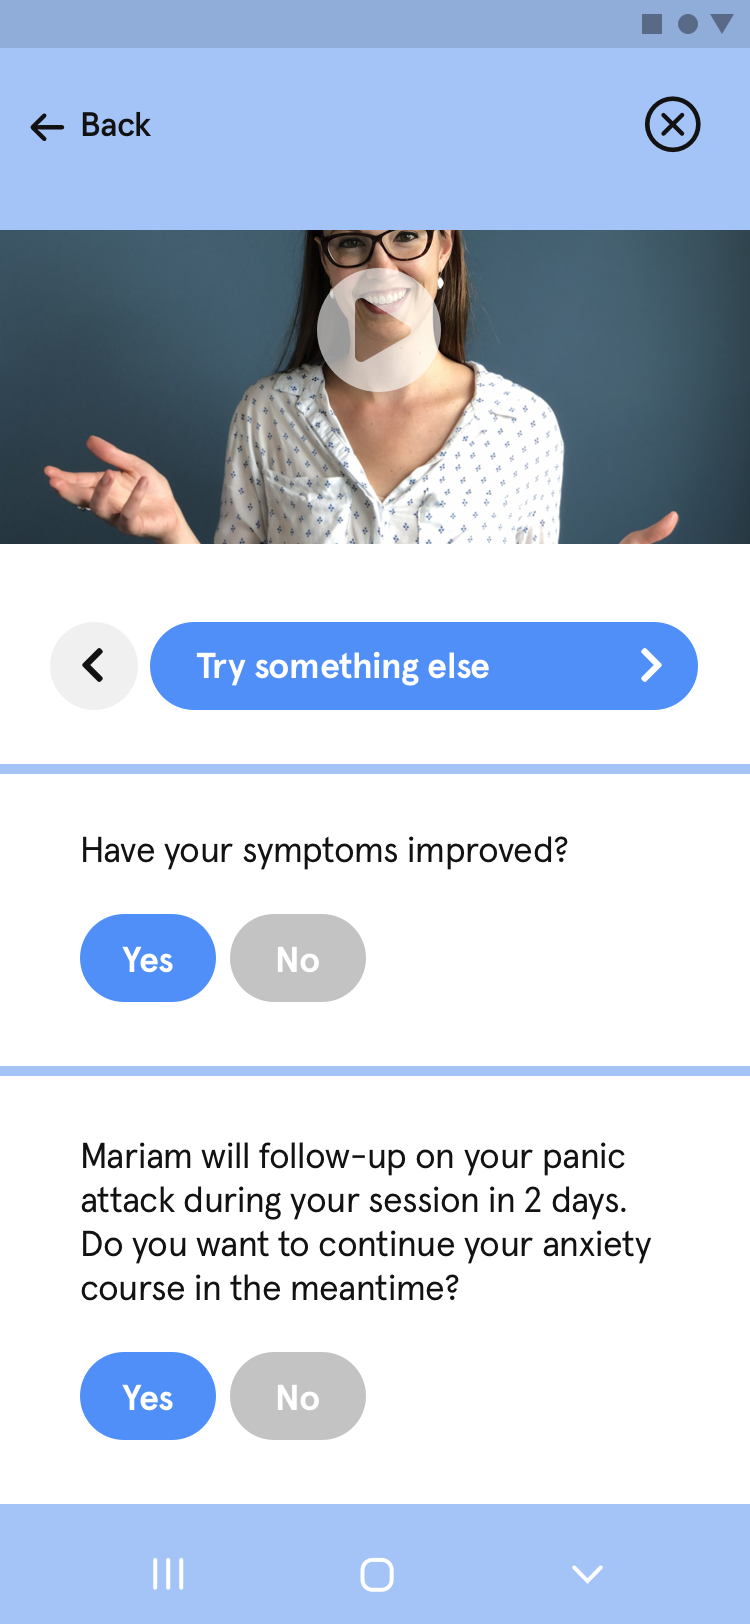 Back
Try something else
Have your symptoms improved?
Yes No
Mariam will follow-up on your panic
attack during your session in 2 days.
Do you want to continue your anxiety
course in the meantime?
Yes No